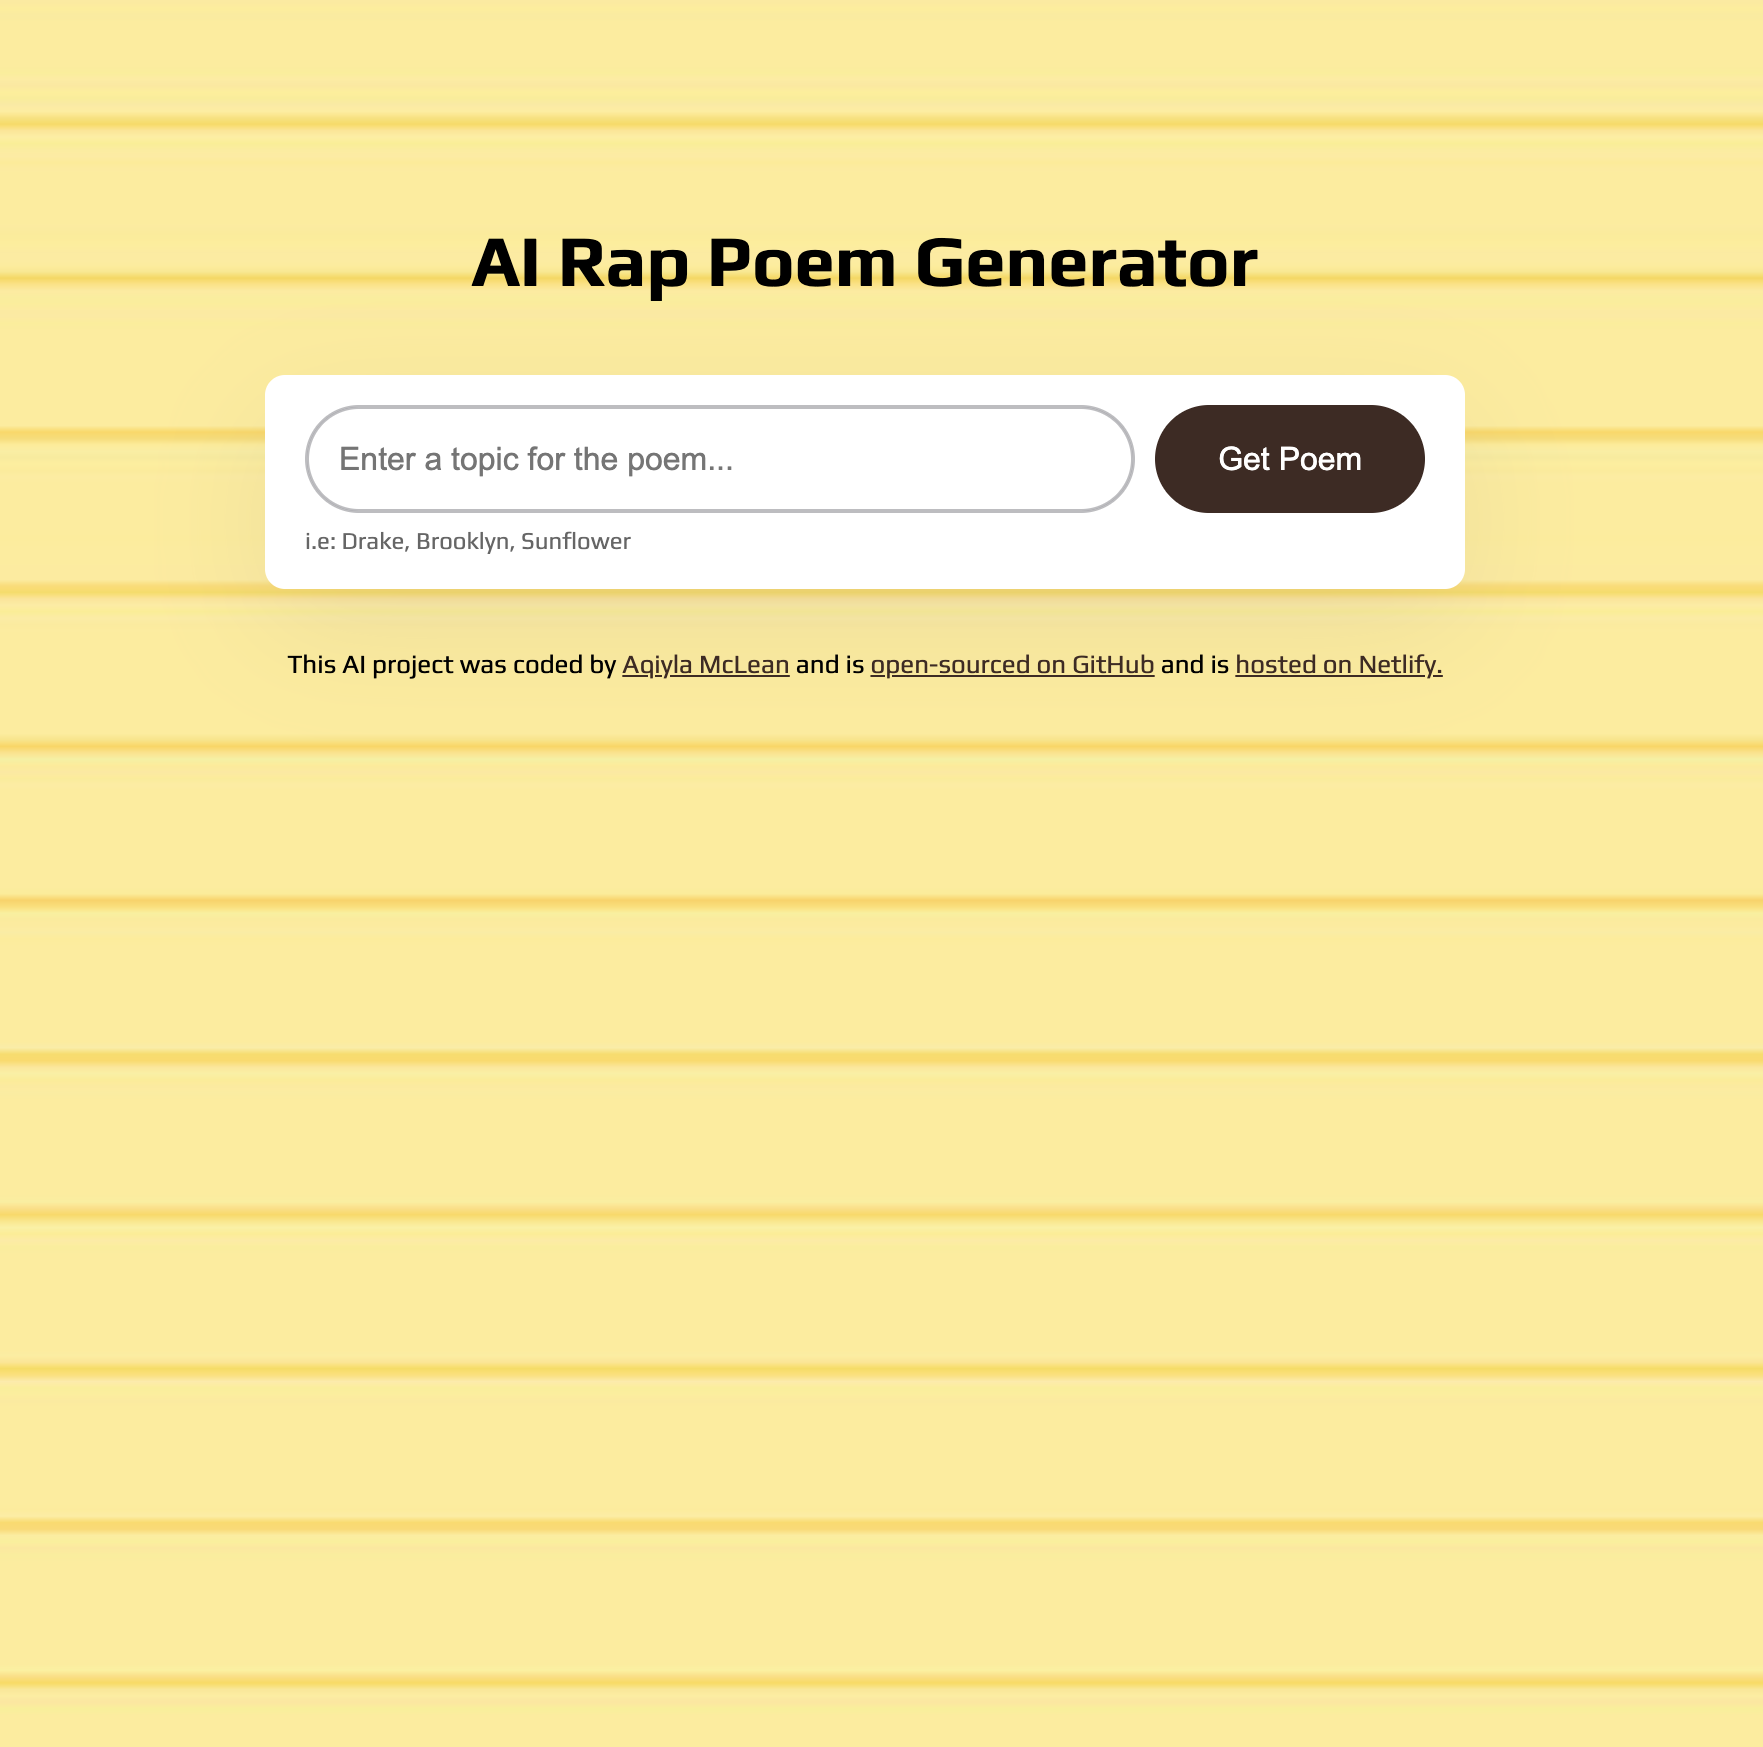 AI Rap Poem Generator
Enter a topic for the poem...
Get Poem
i.e: Drake, Brooklyn, Sunflower
This AI project was coded by Aqiyla McLean and is open-sourced on GitHub and is hosted on Netlify.